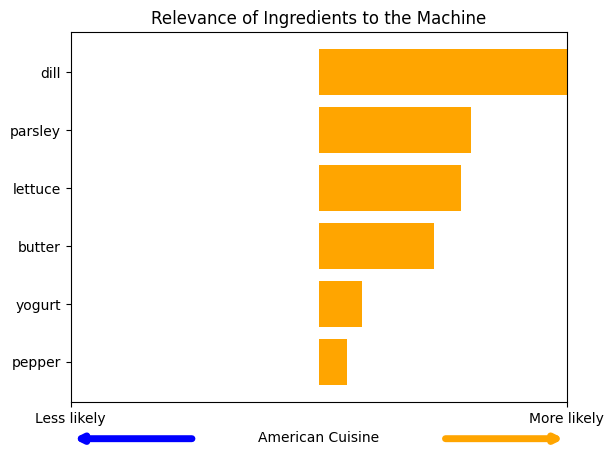 Relevance of Ingredients to the Machine
dill
parsley
lettuce
butter
yogurt
pepper
Less likely
More likely
American Cuisine